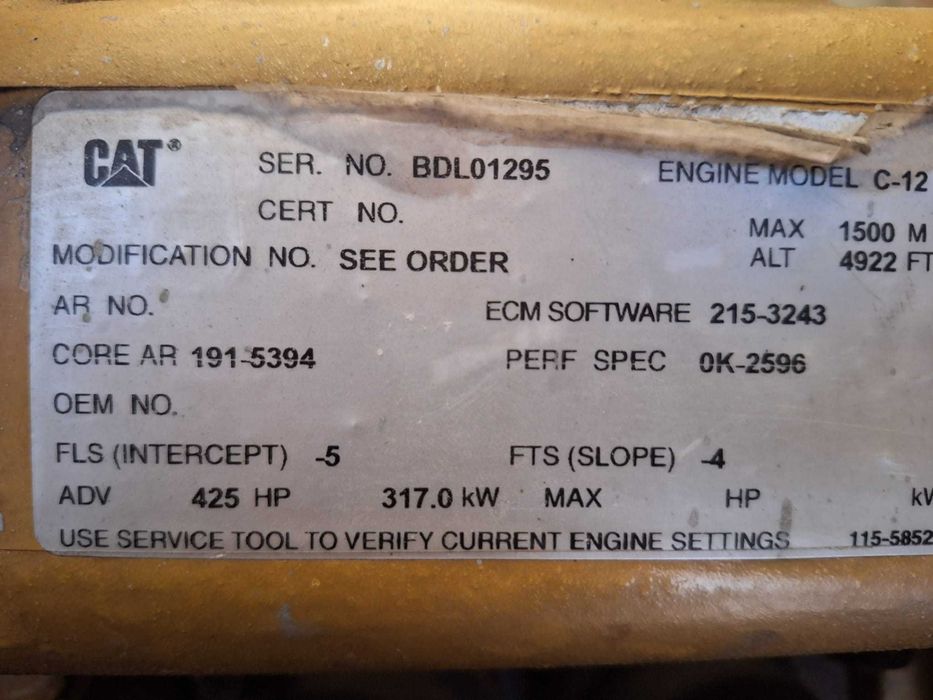 CAT® SER. NO. BDL01295 ENGINE MODEL C-12
CERT NO. MAX 1500 M
MODIFICATION NO. SEE ORDER ALT 4922 FT
AR NO. ECM SOFTWARE 215-3243
CORE AR 191-5394 PERF SPEC 0K-2596
OEM NO.
FLS (INTERCEPT) -5 FTS (SLOPE) -4
ADV 425 HP 317.0 kW MAX HP kW
USE SERVICE TOOL TO VERIFY CURRENT ENGINE SETTINGS 115-5852